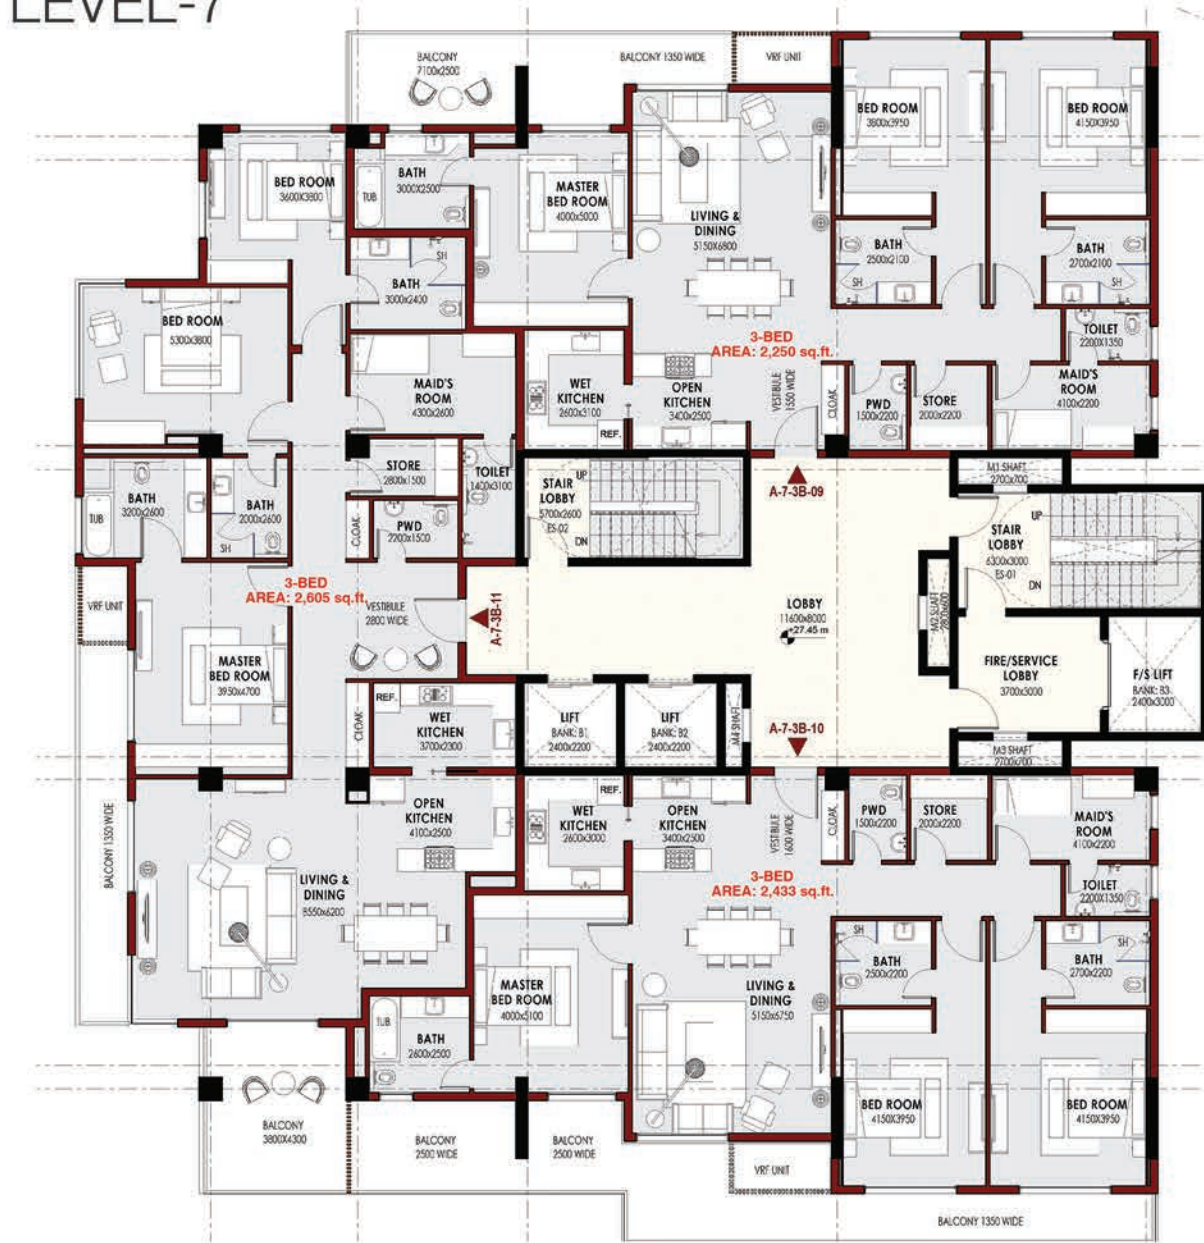 LEVEL-7
BALCONY
7100x2500
BALCONY 1350 WIDE
VRF UNIT
BED ROOM
3800X3950
BED ROOM
4150X3950
BED ROOM
3600X3800
BATH
3000x2500
TUB
MASTER
BED ROOM
4000x5000
LIVING &
DINING
5150X6800
BATH
2500x2100
SH
BATH
2700x2100
SH
BATH
3000x2400
SH
BED ROOM
5300x3800
TOILET
2200X1350
3-BED
AREA: 2,250 sq.ft.
MAID'S
ROOM
4300x2600
WET
KITCHEN
2600x3100
REF.
OPEN
KITCHEN
3400x2500
VESTIBULE
1550 WIDE
CLOAK
PWD
1500x2200
STORE
2000x2200
MAID'S
ROOM
4100x2200
STORE
2800x1500
TOILET
1400x3100
BATH
3200x2600
TUB
BATH
2000x2600
SH
CLOAK
PWD
2200x1500
STAIR
LOBBY
5700x2600
ES-02
UP
DN
A-7-3B-09
M1 SHAFT
2700x700
STAIR
LOBBY
6300x3000
ES-01
UP
DN
3-BED
AREA: 2,605 sq.ft.
VRF UNIT
VESTIBULE
2800 WIDE
A-7-3B-11
LOBBY
11600x8000
+27.45 m
M2 SHAFT
2800x600
MASTER
BED ROOM
3950x4700
FIRE/SERVICE
LOBBY
3700x3000
F/S LIFT
BANK: B3
2400x3000
REF.
WET
KITCHEN
3700x2300
CLOAK
LIFT
BANK: B1
2400x2200
LIFT
BANK: B2
2400x2200
M4 SHAFT
A-7-3B-10
M3 SHAFT
2700x700
BALCONY 1350 WIDE
OPEN
KITCHEN
4100x2500
WET
KITCHEN
2600x3000
REF.
OPEN
KITCHEN
3400x2500
VESTIBULE
1600 WIDE
CLOAK
PWD
1500x2200
STORE
2000x2200
MAID'S
ROOM
4100x2200
LIVING &
DINING
8550x6200
3-BED
AREA: 2,433 sq.ft.
TOILET
2200X1350
SH
BATH
2500x2200
SH
BATH
2700x2200
MASTER
BED ROOM
4000x5100
LIVING &
DINING
5150x6750
TUB
BATH
2600x2500
BED ROOM
4150X3950
BED ROOM
4150X3950
BALCONY
3800X4300
BALCONY
2500 WIDE
BALCONY
2500 WIDE
VRF UNIT
BALCONY 1350 WIDE